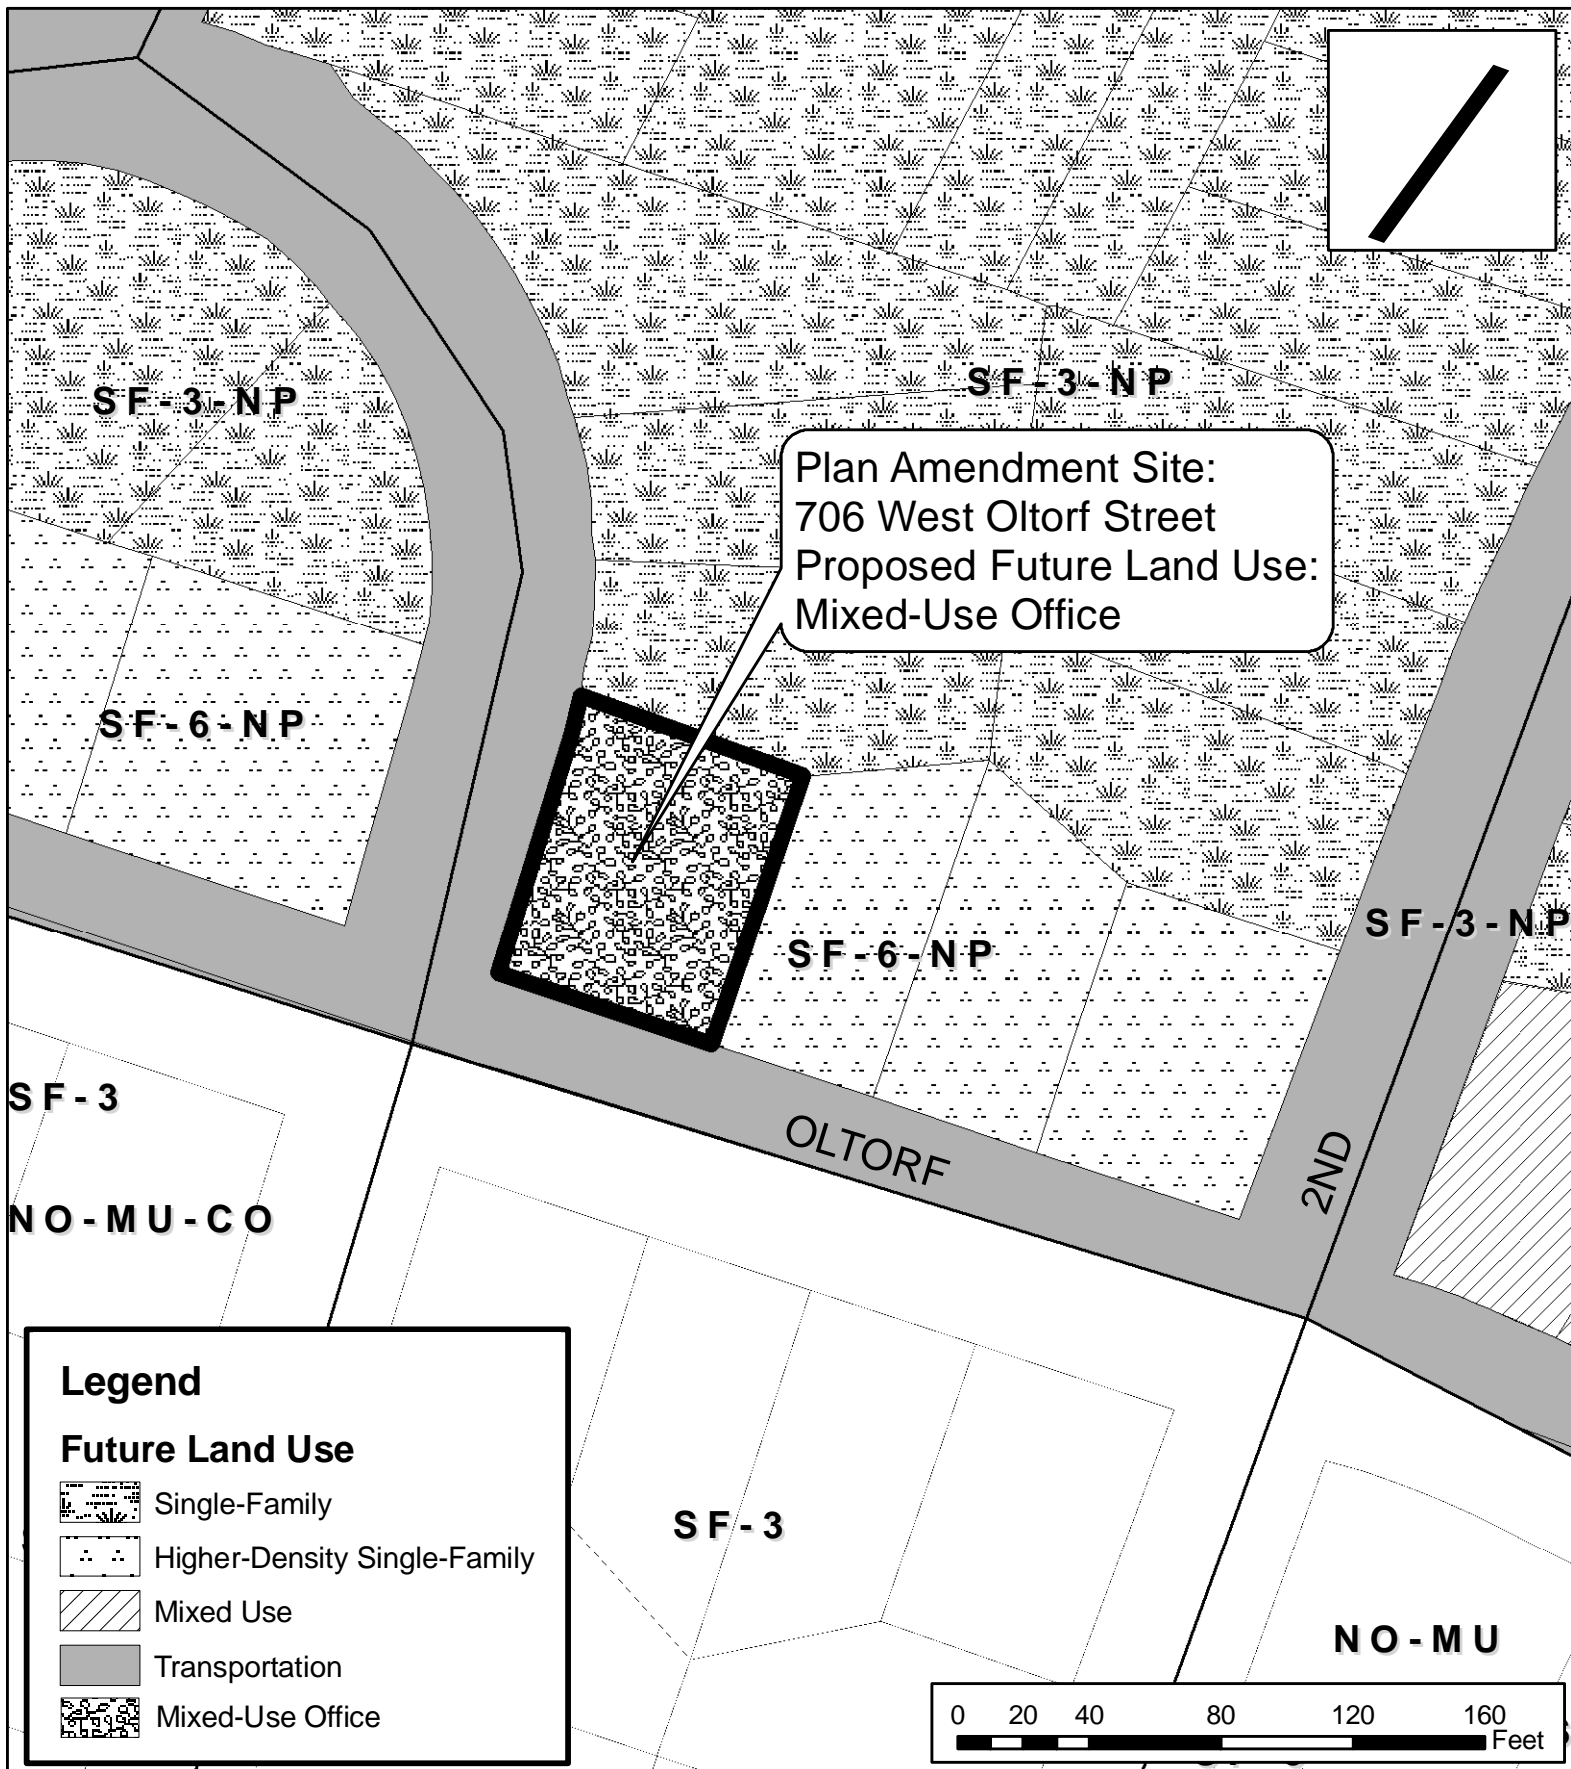 SF-3-NP
SF-3-NP
Plan Amendment Site:
706 West Oltorf Street
Proposed Future Land Use:
Mixed-Use Office
SF-6-NP
SF-3-NP
SF-6-NP
SF-3
OLTORF
2ND
NO-MU-CO
Legend
Future Land Use
Single-Family
Higher-Density Single-Family
Mixed Use
Transportation
Mixed-Use Office
SF-3
NO-MU
0 20 40 80 120 160
Feet